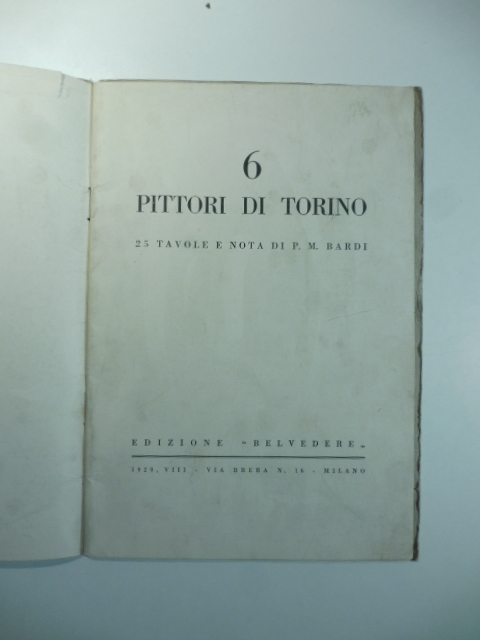 6
PITTORI DI TORINO
25 TAVOLE E NOTA DI P. M. BARDI
EDIZIONE "BELVEDERE„
1929, VIII - VIA BRERA N. 16 - MILANO